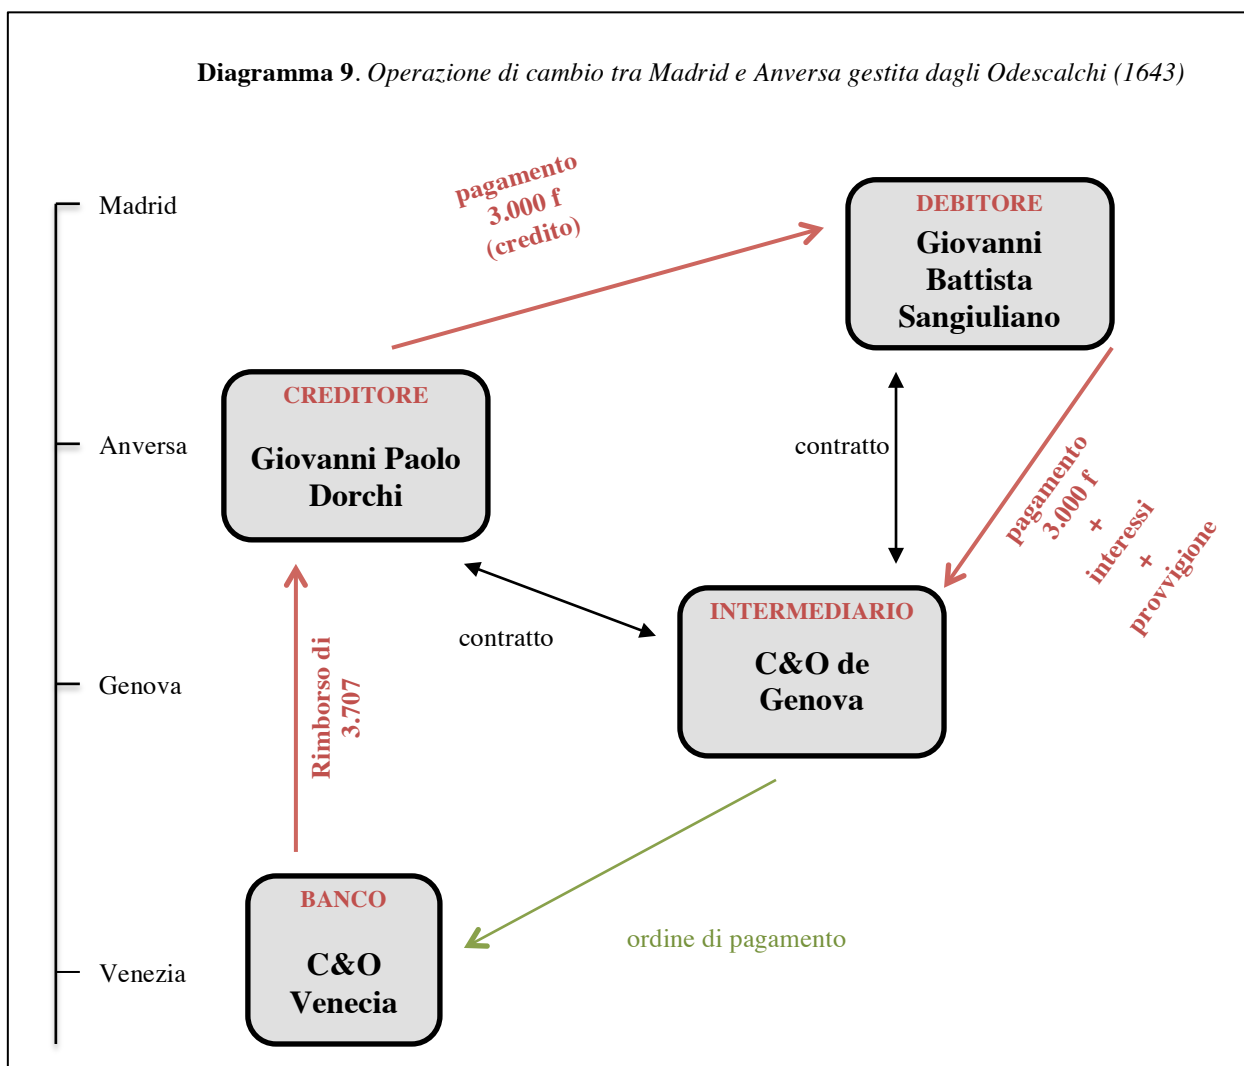 Diagramma 9. Operazione di cambio tra Madrid e Anversa gestita dagli Odescalchi (1643)
Madrid
pagamento
3.000 f
(credito)
DEBITORE
Giovanni
Battista
Sangiuliano
Anversa
CREDITORE
Giovanni Paolo
Dorchi
contratto
pagamento
3.000 f
+
interessi
+
provvigione
contratto
Genova
INTERMEDIARIO
C&O de
Genova
Rimborso di
3.707
Venezia
BANCO
C&O
Venecia
ordine di pagamento